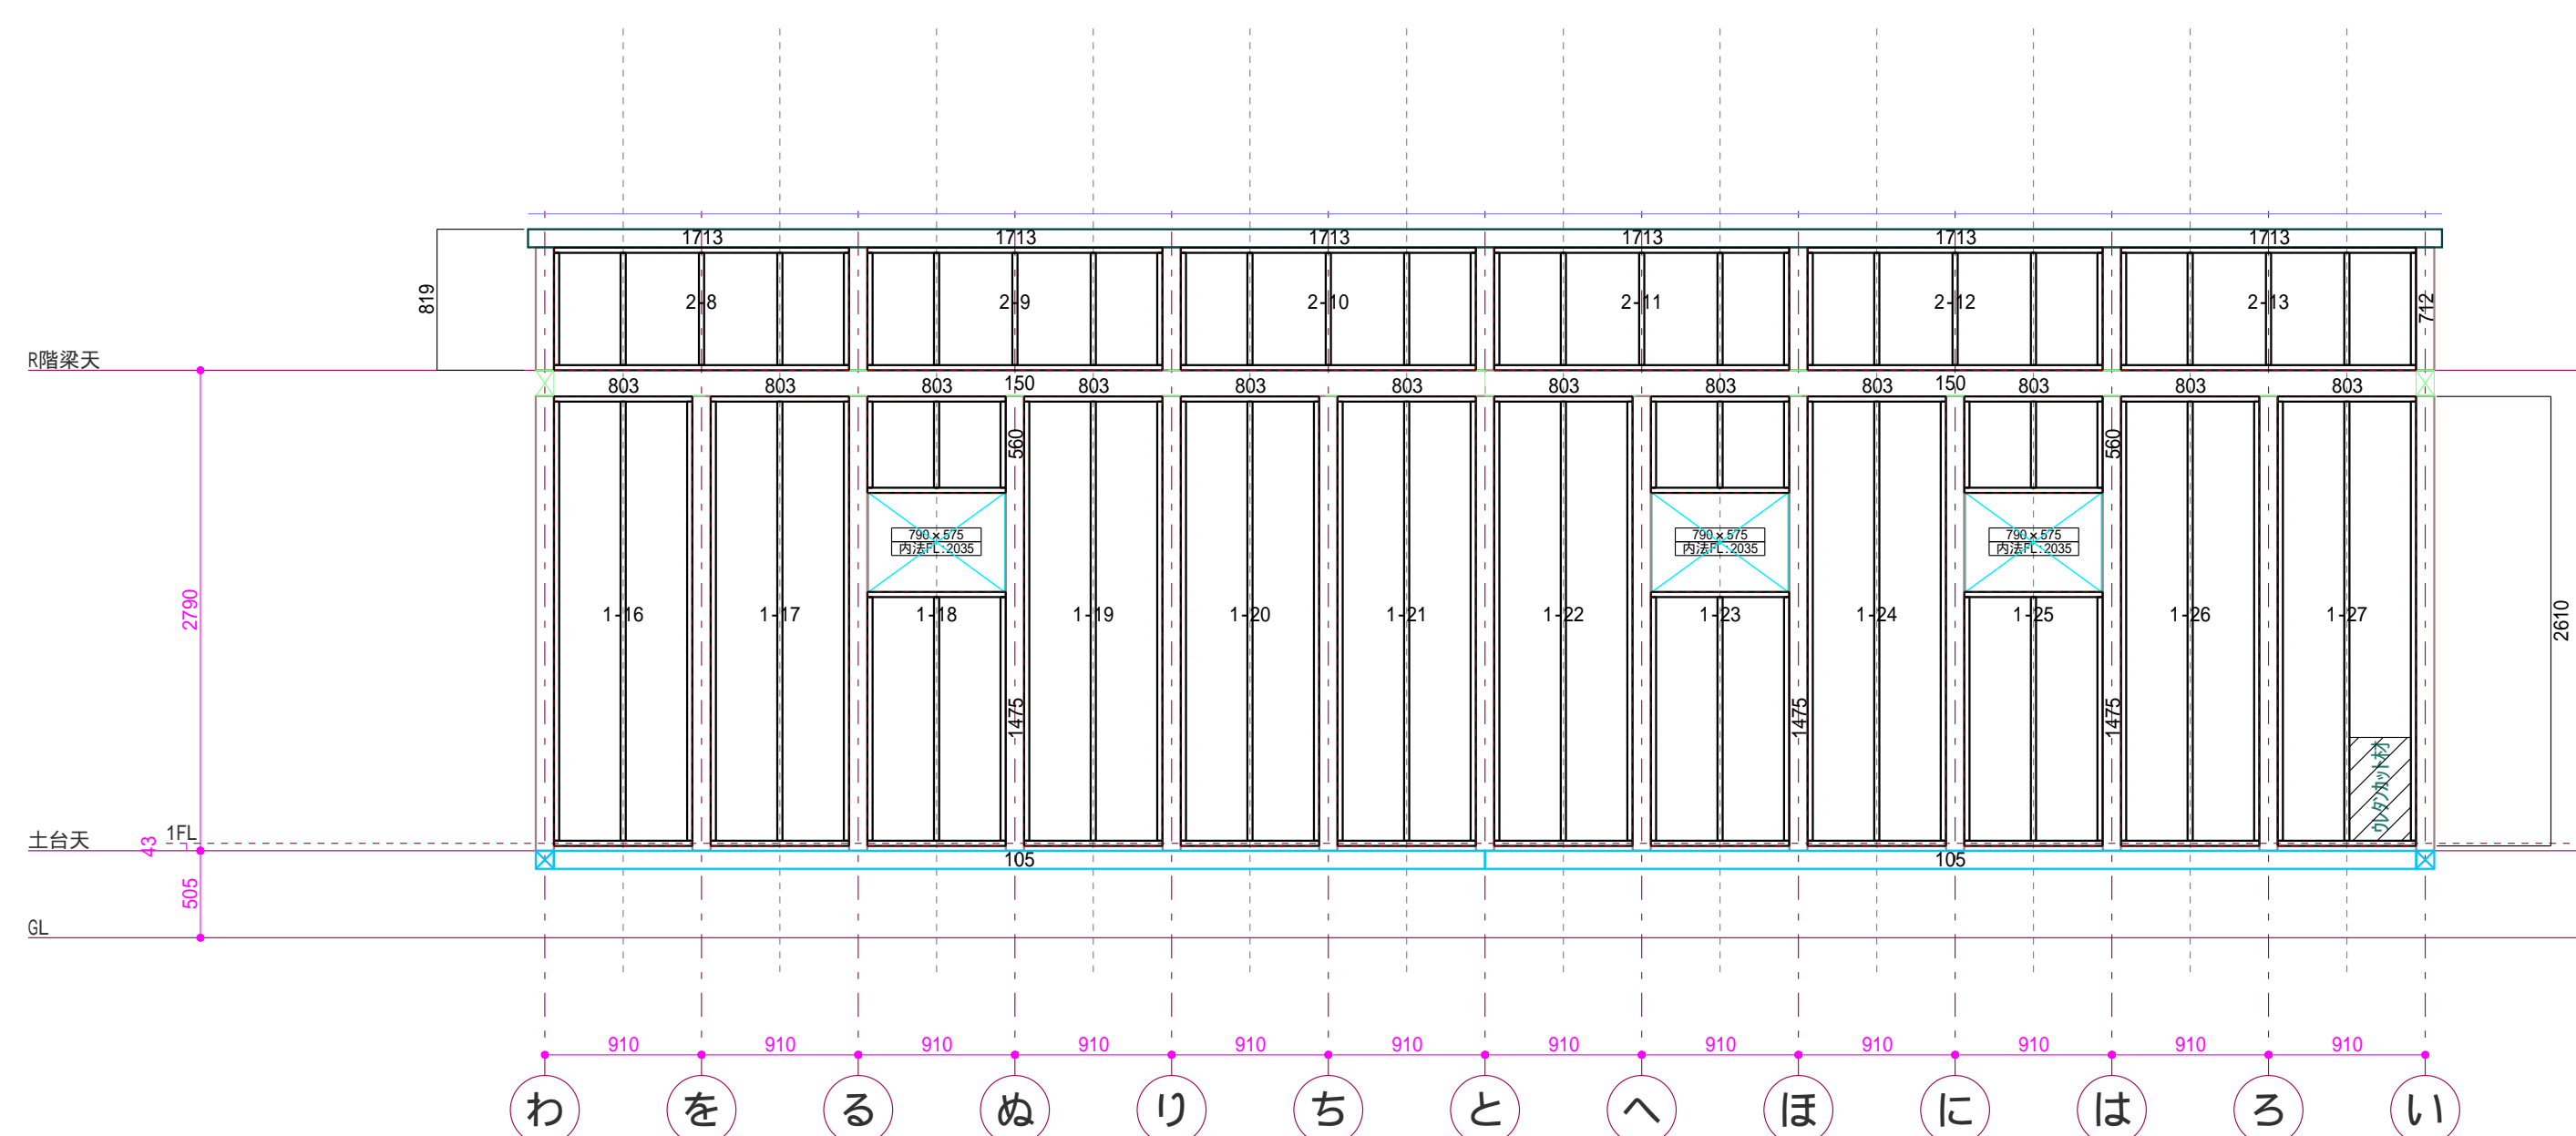 1713 1713 1713 1713 1713 1713
819
2-8 2-9 2-10 2-11 2-12 2-13
712
R階梁天
803 803 803 150 803 803 803 803 803 803 150 803 803 803
560 560
790×575 790×575 790×575
内法FL.2035 内法FL.2035 内法FL.2035
2790
1-16 1-17 1-18 1-19 1-20 1-21 1-22 1-23 1-24 1-25 1-26 1-27
2610
1475 1475 1475
ウレタンカット材
1FL
土台天
43
105 105
505
GL
910 910 910 910 910 910 910 910 910 910 910 910
わ を る ぬ り ち と へ ほ に は ろ い